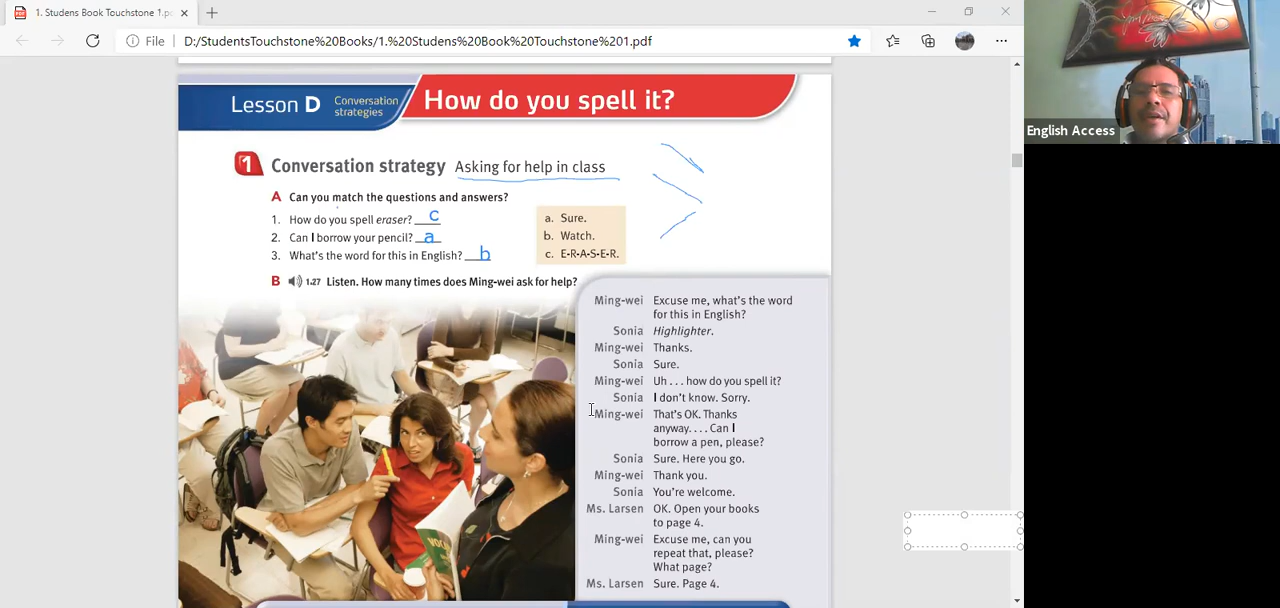 1. Studens Book Touchstone 1.pd
File D:/StudentsTouchstone%20Books/1.%20Studens%20Book%20Touchstone%201.pdf
Lesson D
Conversation
strategies
How do you spell it?
1 Conversation strategy Asking for help in class
A Can you match the questions and answers?
1. How do you spell eraser? c
2. Can I borrow your pencil? a
3. What's the word for this in English? b
a. Sure.
b. Watch.
c. E-R-A-S-E-R.
B 1.27 Listen. How many times does Ming-wei ask for help?
Ming-wei Excuse me, what's the word
for this in English?
Sonia Highlighter.
Ming-wei Thanks.
Sonia Sure.
Ming-wei Uh . . . how do you spell it?
Sonia I don't know. Sorry.
Ming-wei That's OK. Thanks
anyway. . . . Can I
borrow a pen, please?
Sonia Sure. Here you go.
Ming-wei Thank you.
Sonia You're welcome.
Ms. Larsen OK. Open your books
to page 4.
Ming-wei Excuse me, can you
repeat that, please?
What page?
Ms. Larsen Sure. Page 4.
English Access